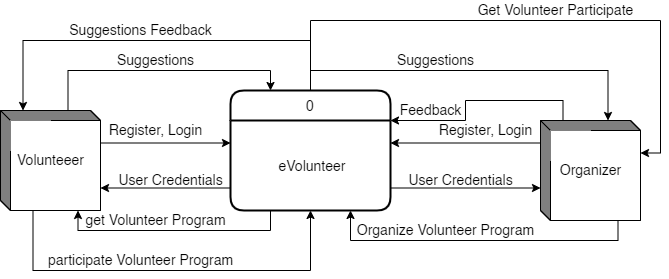 Get Volunteer Participate
Suggestions Feedback
Suggestions
Suggestions
0
Feedback
Register, Login
Register, Login
Volunteeer
eVolunteer
Organizer
User Credentials
User Credentials
get Volunteer Program
Organize Volunteer Program
participate Volunteer Program